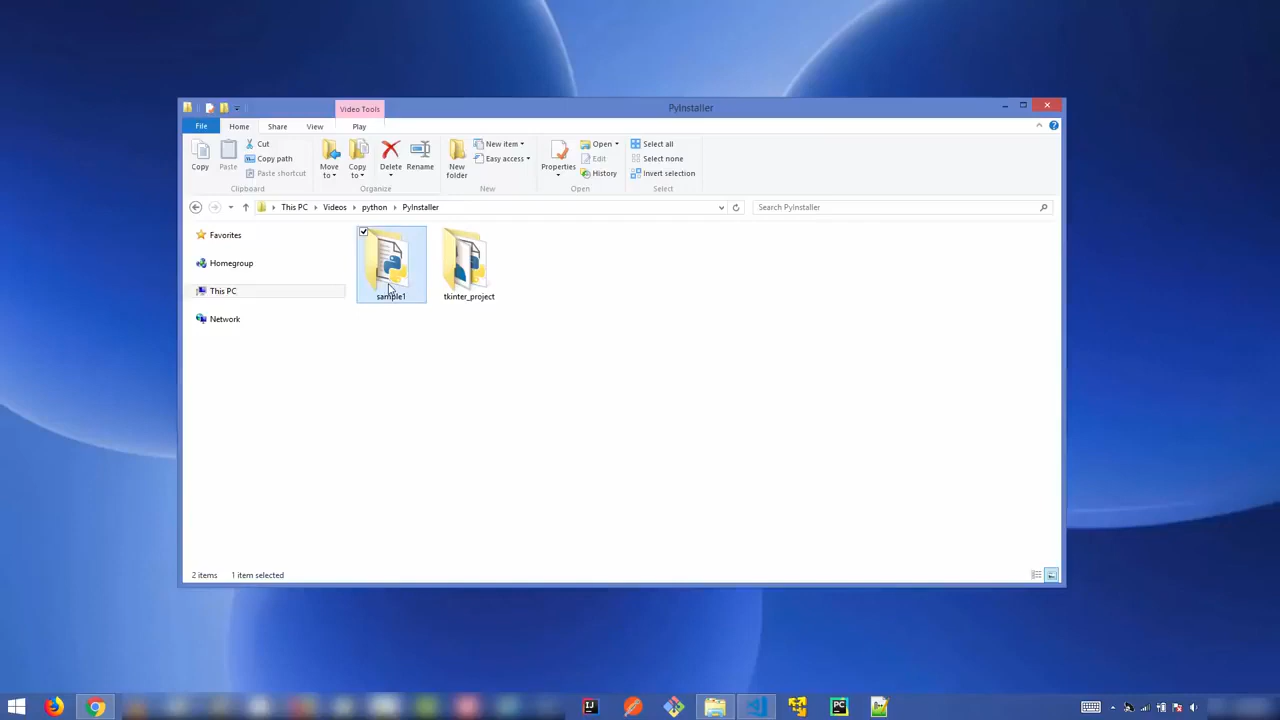 Video Tools
PyInstaller
File
Home
Share
View
Play
Copy
Paste
Cut
Copy path
Paste shortcut
Clipboard
Move to
Copy to
Delete
Rename
Organize
New folder
New item
Easy access
New
Properties
Open
Edit
History
Open
Select all
Select none
Invert selection
Select
This PC
Videos
python
PyInstaller
Search PyInstaller
Favorites
Homegroup
This PC
Network
sample1
tkinter_project
2 items
1 item selected